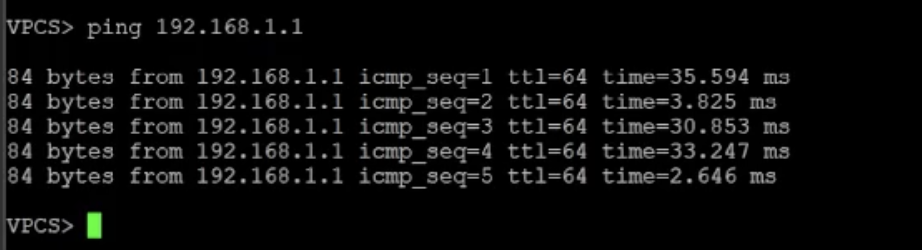 VPCS> ping 192.168.1.1
84 bytes from 192.168.1.1 icmp_seq=1 ttl=64 time=35.594 ms
84 bytes from 192.168.1.1 icmp_seq=2 ttl=64 time=3.825 ms
84 bytes from 192.168.1.1 icmp_seq=3 ttl=64 time=30.853 ms
84 bytes from 192.168.1.1 icmp_seq=4 ttl=64 time=33.247 ms
84 bytes from 192.168.1.1 icmp_seq=5 ttl=64 time=2.646 ms
VPCS>